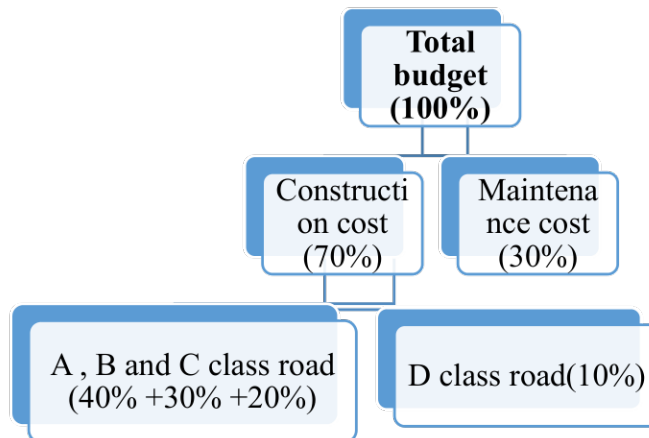 Total
budget
(100%)
Constructi
on cost
(70%)
Maintena
nce cost
(30%)
A , B and C class road
(40% +30% +20%)
D class road(10%)